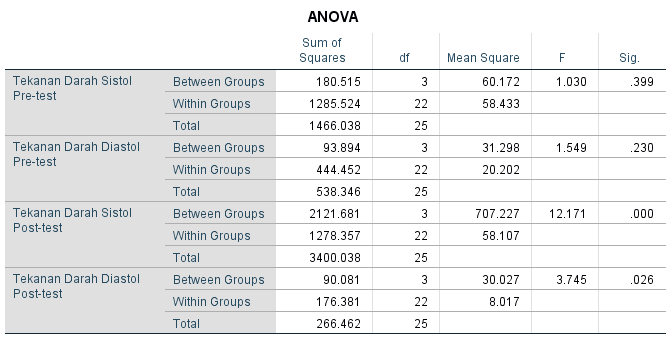 ANOVA
Sum of Squares df Mean Square F Sig.
Tekanan Darah Sistol Pre-test Between Groups 180.515 3 60.172 1.030 .399
Within Groups 1285.524 22 58.433
Total 1466.038 25
Tekanan Darah Diastol Pre-test Between Groups 93.894 3 31.298 1.549 .230
Within Groups 444.452 22 20.202
Total 538.346 25
Tekanan Darah Sistol Post-test Between Groups 2121.681 3 707.227 12.171 .000
Within Groups 1278.357 22 58.107
Total 3400.038 25
Tekanan Darah Diastol Post-test Between Groups 90.081 3 30.027 3.745 .026
Within Groups 176.381 22 8.017
Total 266.462 25